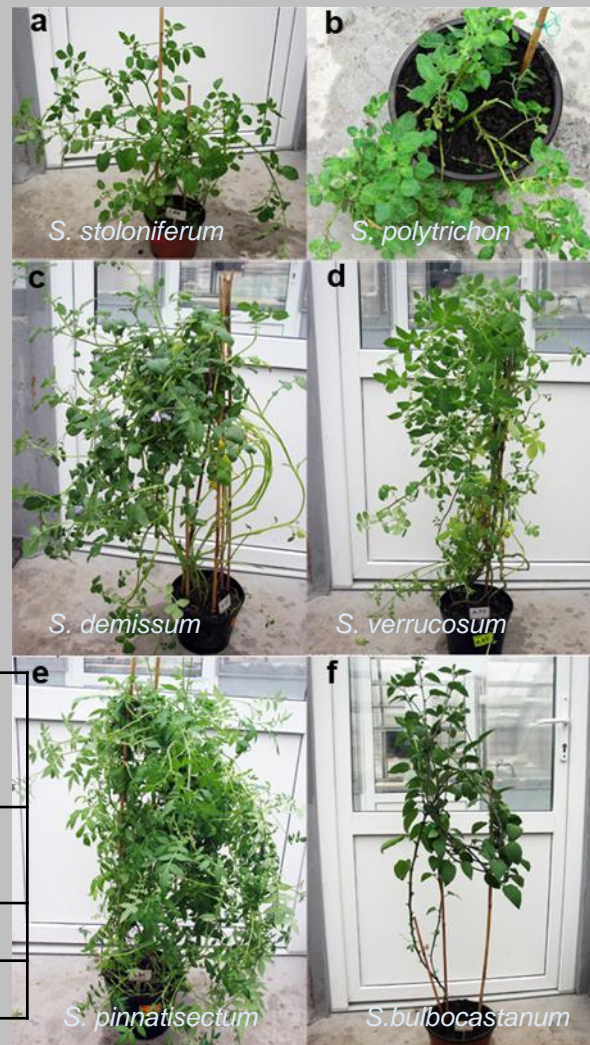 a
b
S. stoloniferum
S. polytrichon
c
d
S. demissum
S. verrucosum
e
f
S. pinnatisectum
S.bulbocastanum